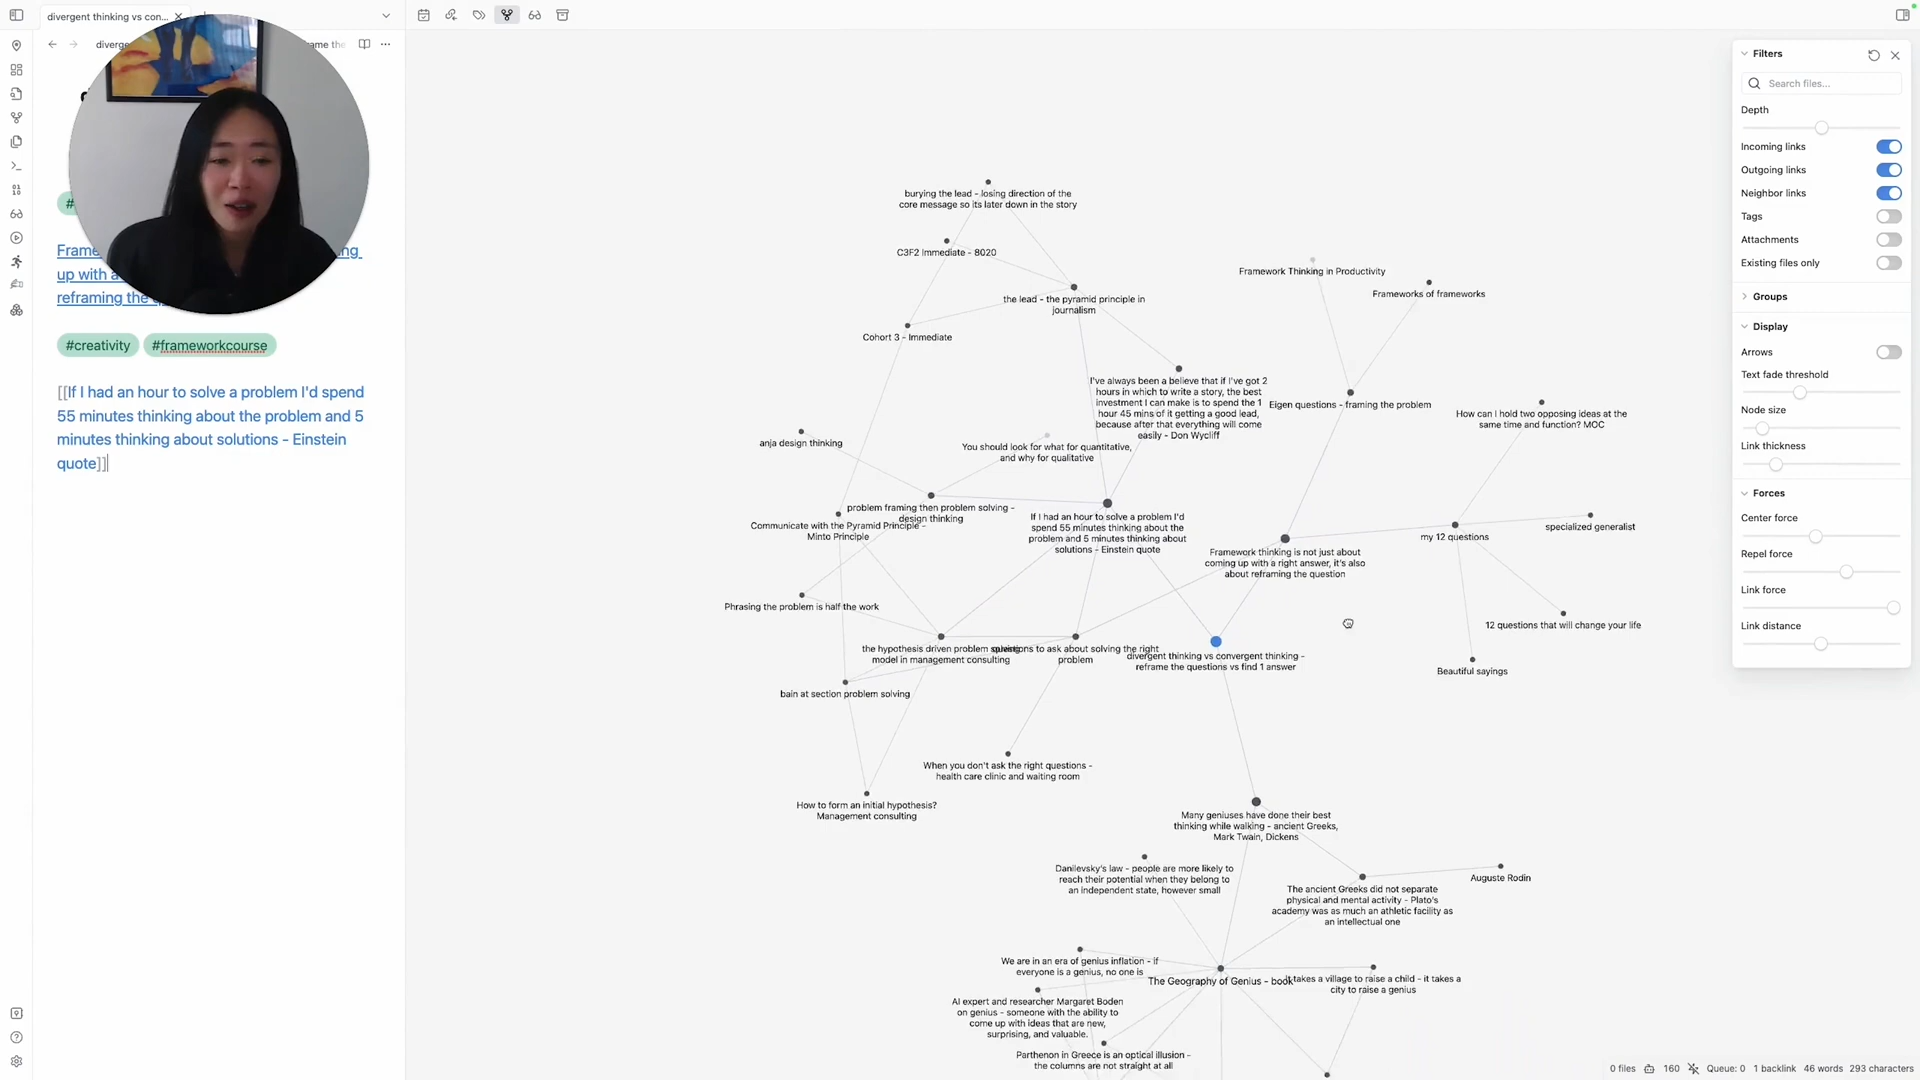 divergent thinking vs con...
diverge
ame the
#
Frame
ng
up with a
reframing the q
#creativity #frameworkcourse
[[If I had an hour to solve a problem I'd spend
55 minutes thinking about the problem and 5
minutes thinking about solutions - Einstein
quote]]
burying the lead - losing direction of the
core message so its later down in the story
C3F2 Immediate - 8020
the lead - the pyramid principle in
journalism
Cohort 3 - Immediate
Framework Thinking in Productivity
Frameworks of frameworks
I've always been a believe that if I've got 2
hours in which to write a story, the best
investment I can make is to spend the 1
hour 45 mins of it getting a good lead,
because after that everything will come
easily - Don Wycliff
Eigen questions - framing the problem
How can I hold two opposing ideas at the
same time and function? MOC
anja design thinking
You should look for what for quantitative,
and why for qualitative
problem framing then problem solving -
design thinking
Communicate with the Pyramid Principle -
Minto Principle
If I had an hour to solve a problem I'd
spend 55 minutes thinking about the
problem and 5 minutes thinking about
solutions - Einstein quote
Framework thinking is not just about
coming up with a right answer, it's also
about reframing the question
my 12 questions
specialized generalist
Phrasing the problem is half the work
12 questions that will change your life
the hypothesis driven problem solving
model in management consulting
questions to ask about solving the right
problem
divergent thinking vs convergent thinking -
reframe the questions vs find 1 answer
Beautiful sayings
bain at section problem solving
When you don't ask the right questions -
health care clinic and waiting room
How to form an initial hypothesis?
Management consulting
Many geniuses have done their best
thinking while walking - ancient Greeks,
Mark Twain, Dickens
Danilevsky's law - people are more likely to
reach their potential when they belong to
an independent state, however small
Auguste Rodin
The ancient Greeks did not separate
physical and mental activity - Plato's
academy was as much an athletic facility as
an intellectual one
We are in an era of genius inflation - if
everyone is a genius, no one is
The Geography of Genius - book
It takes a village to raise a child - it takes a
city to raise a genius
AI expert and researcher Margaret Boden
on genius - someone with the ability to
come up with ideas that are new,
surprising, and valuable.
Parthenon in Greece is an optical illusion -
the columns are not straight at all
Filters
Search files...
Depth
Incoming links
Outgoing links
Neighbor links
Tags
Attachments
Existing files only
Groups
Display
Arrows
Text fade threshold
Node size
Link thickness
Forces
Center force
Repel force
Link force
Link distance
0 files 160 Queue: 0 1 backlink 46 words 293 characters